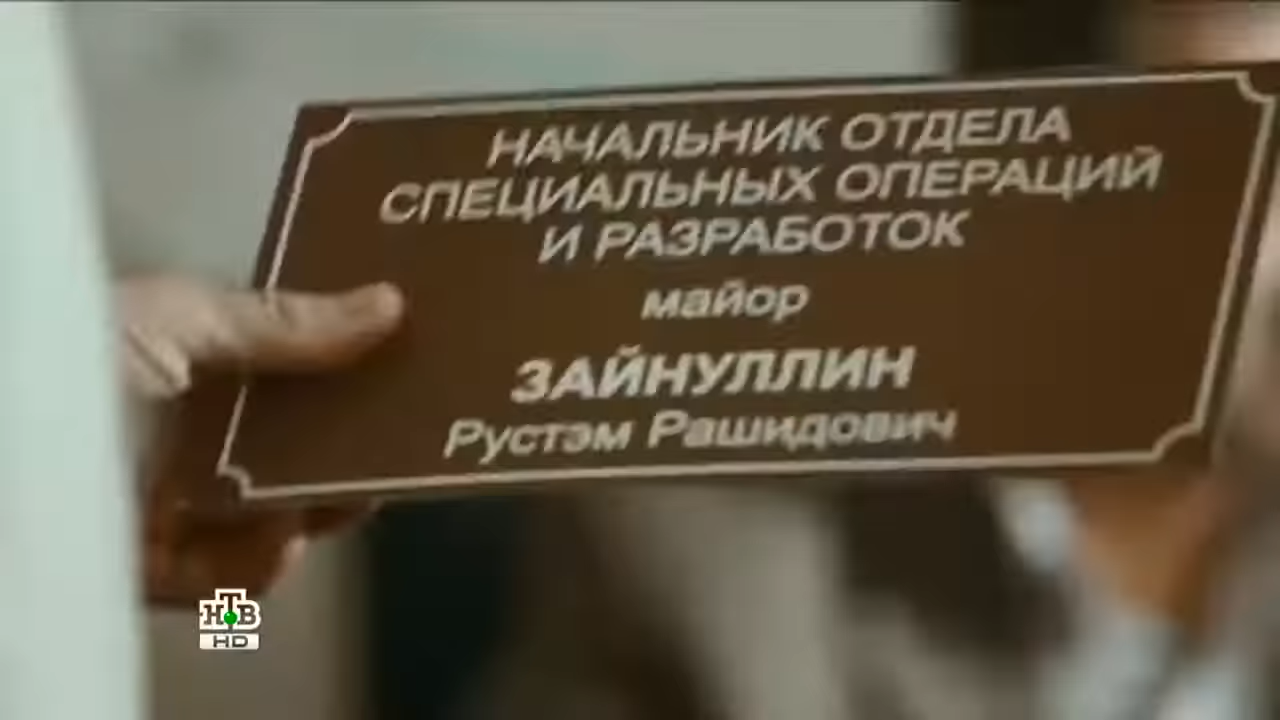 НАЧАЛЬНИК ОТДЕЛА
СПЕЦИАЛЬНЫХ ОПЕРАЦИЙ
И РАЗРАБОТОК
майор
ЗАЙНУЛЛИН
Рустэм Рашидович
НТВ
HD